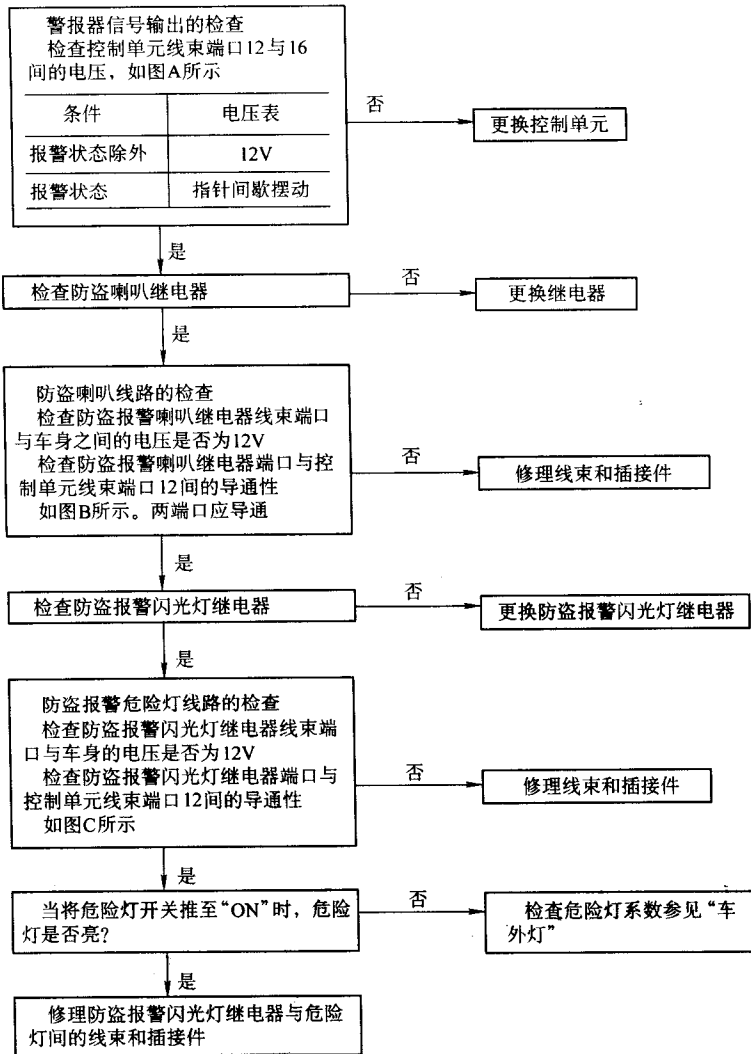 警报器信号输出的检查
检查控制单元线束端口12与16
间的电压，如图A所示
条件 电压表
报警状态除外 12V
报警状态 指针间歇摆动
否
更换控制单元
是
检查防盗喇叭继电器
否
更换继电器
是
防盗喇叭线路的检查
检查防盗报警喇叭继电器线束端口
与车身之间的电压是否为12V
检查防盗报警喇叭继电器端口与控
制单元线束端口12间的导通性
如图B所示。两端口应导通
否
修理线束和插接件
是
检查防盗报警闪光灯继电器
否
更换防盗报警闪光灯继电器
是
防盗报警危险灯线路的检查
检查防盗报警闪光灯继电器线束端
口与车身的电压是否为12V
检查防盗报警闪光灯继电器端口与
控制单元线束端口12间的导通性
如图C所示
否
修理线束和插接件
是
当将危险灯开关推至“ON”时，危险
灯是否亮？
否
检查危险灯系数参见“车
外灯”
是
修理防盗报警闪光灯继电器与危险
灯间的线束和插接件